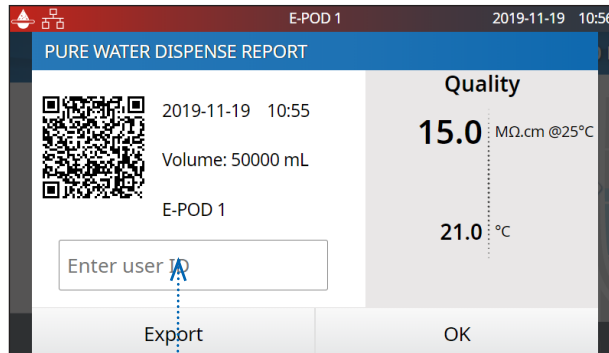 E-POD 1 2019-11-19 10:56
PURE WATER DISPENSE REPORT
Quality
2019-11-19 10:55
15.0 MΩ.cm @25°C
Volume: 50000 mL
E-POD 1
21.0 °C
Enter user ID
Export OK